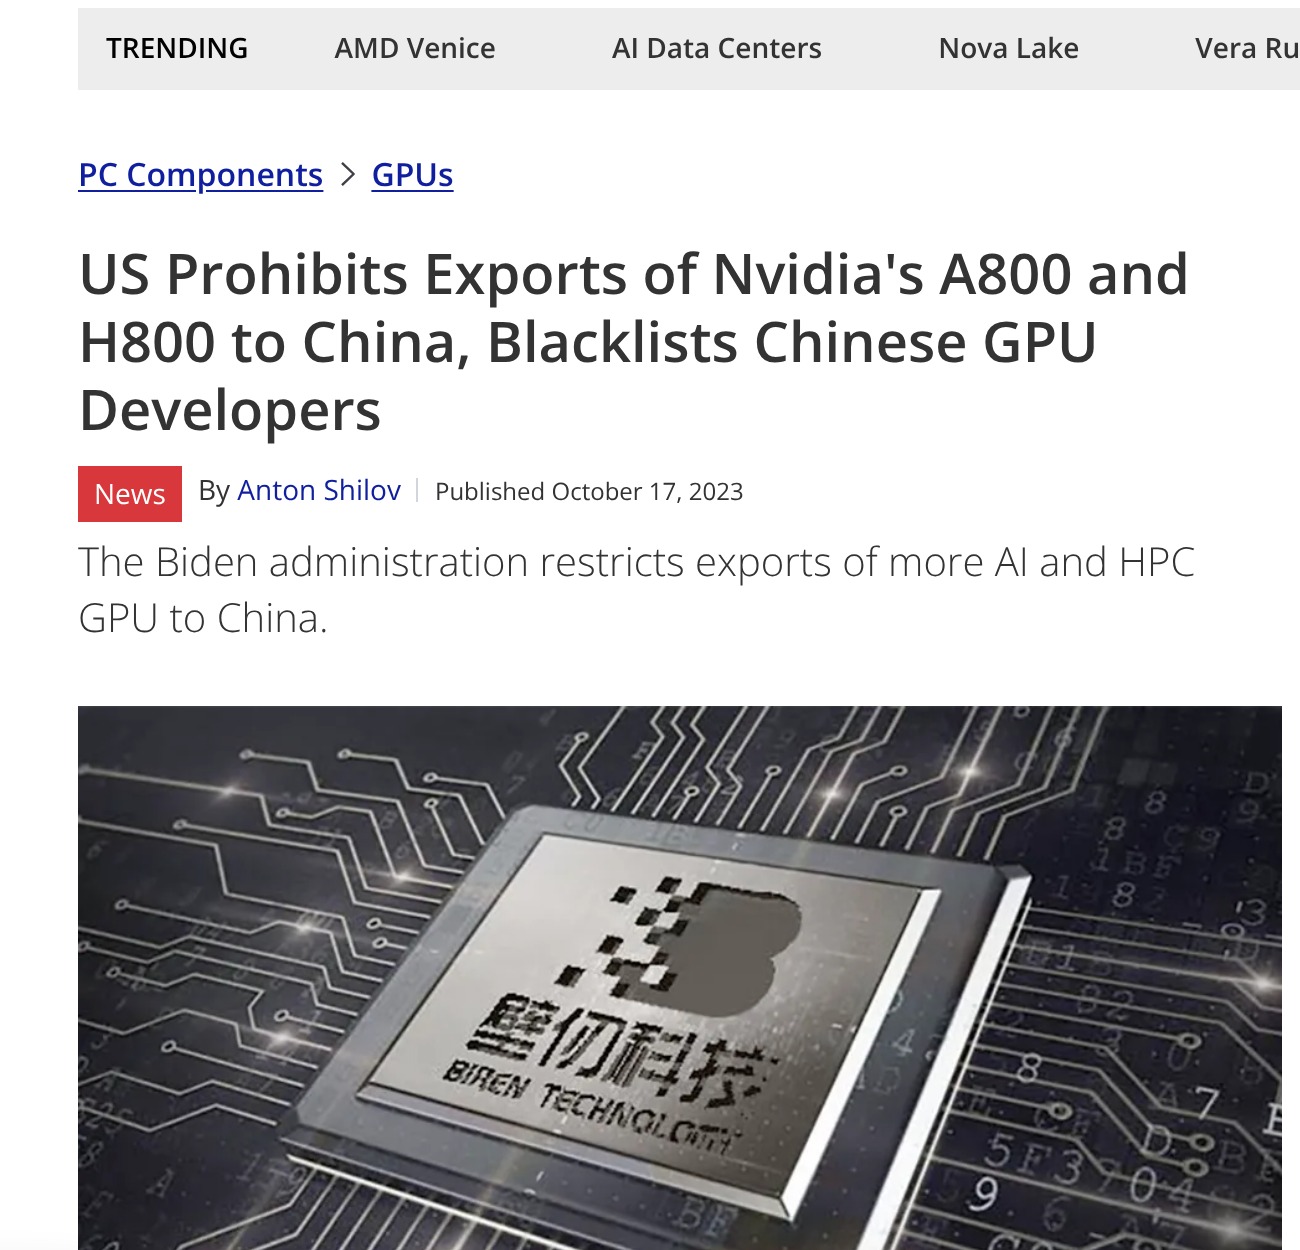 TRENDING AMD Venice AI Data Centers Nova Lake Vera Ru
PC Components > GPUs
US Prohibits Exports of Nvidia's A800 and
H800 to China, Blacklists Chinese GPU
Developers
News By Anton Shilov | Published October 17, 2023
The Biden administration restricts exports of more AI and HPC
GPU to China.
壁仞科技
BIREN TECHNOLOGY